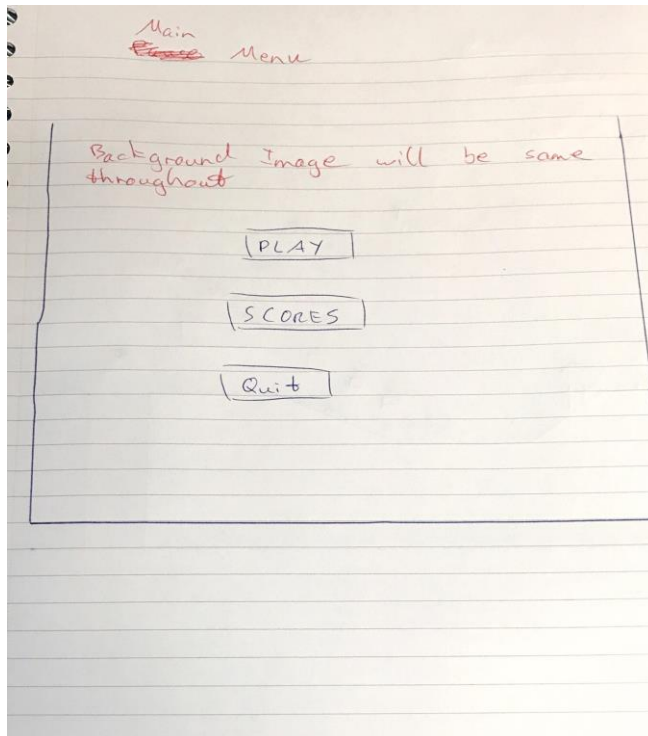 Main
Menu
Background Image will be same
throughout
PLAY
SCORES
Quit